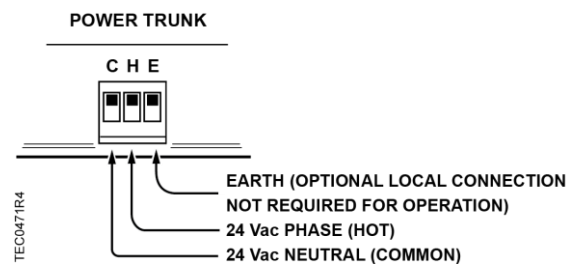 POWER TRUNK
C H E
EARTH (OPTIONAL LOCAL CONNECTION
NOT REQUIRED FOR OPERATION)
24 Vac PHASE (HOT)
24 Vac NEUTRAL (COMMON)
TEC0471R4